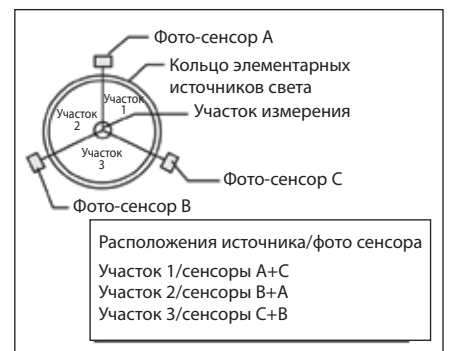 Фото-сенсор A
Кольцо элементарных
источников света
Участок
1
Участок измерения
Участок
2
Участок
3
Фото-сенсор C
Фото-сенсор B
Расположения источника/фото сенсора
Участок 1/сенсоры A+C
Участок 2/сенсоры B+A
Участок 3/сенсоры C+B